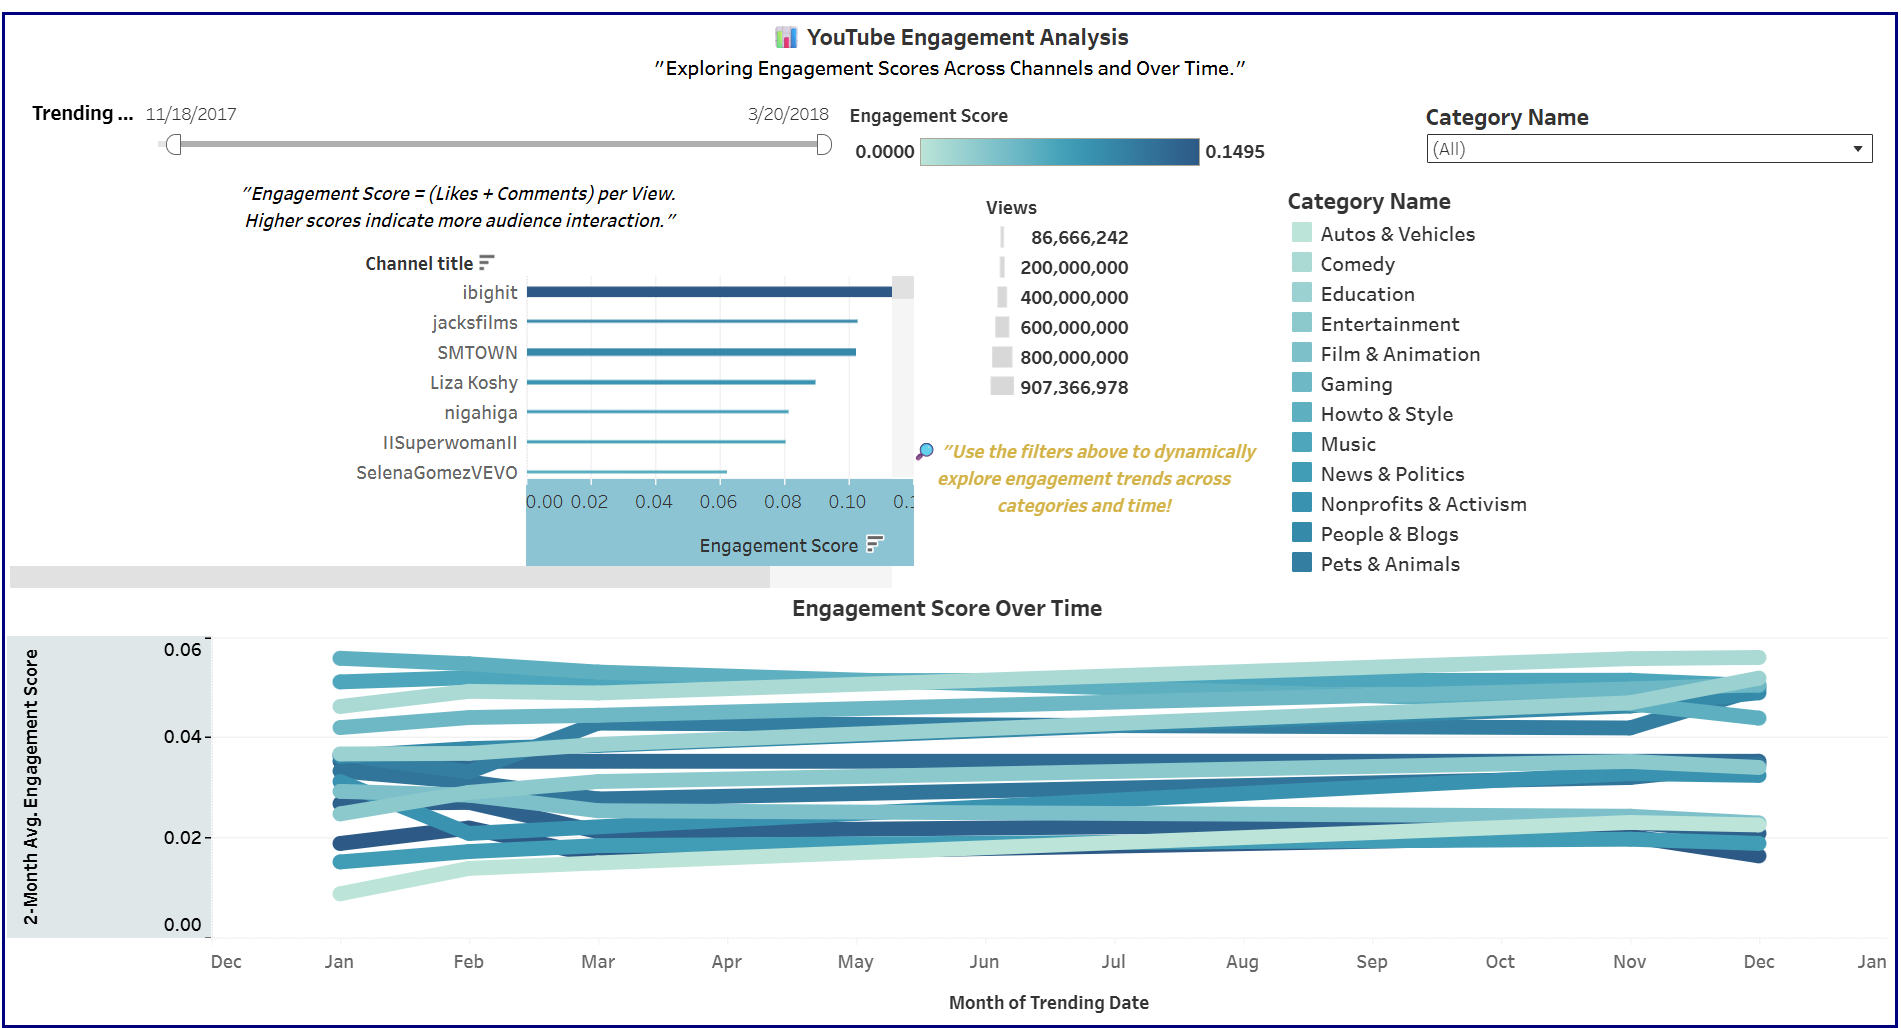 YouTube Engagement Analysis
"Exploring Engagement Scores Across Channels and Over Time."
Trending ...
11/18/2017
3/20/2018
Engagement Score
0.0000
0.1495
Category Name
(All)
"Engagement Score = (Likes + Comments) per View.
Higher scores indicate more audience interaction."
Channel title
ibighit
jacksfilms
SMTOWN
Liza Koshy
nigahiga
IISuperwomanII
SelenaGomezVEVO
0.00 0.02 0.04 0.06 0.08 0.10 0.1
Engagement Score
Views
86,666,242
200,000,000
400,000,000
600,000,000
800,000,000
907,366,978
"Use the filters above to dynamically
explore engagement trends across
categories and time!
Category Name
Autos & Vehicles
Comedy
Education
Entertainment
Film & Animation
Gaming
Howto & Style
Music
News & Politics
Nonprofits & Activism
People & Blogs
Pets & Animals
Engagement Score Over Time
2-Month Avg. Engagement Score
0.06
0.04
0.02
0.00
Dec Jan Feb Mar Apr May Jun Jul Aug Sep Oct Nov Dec Jan
Month of Trending Date